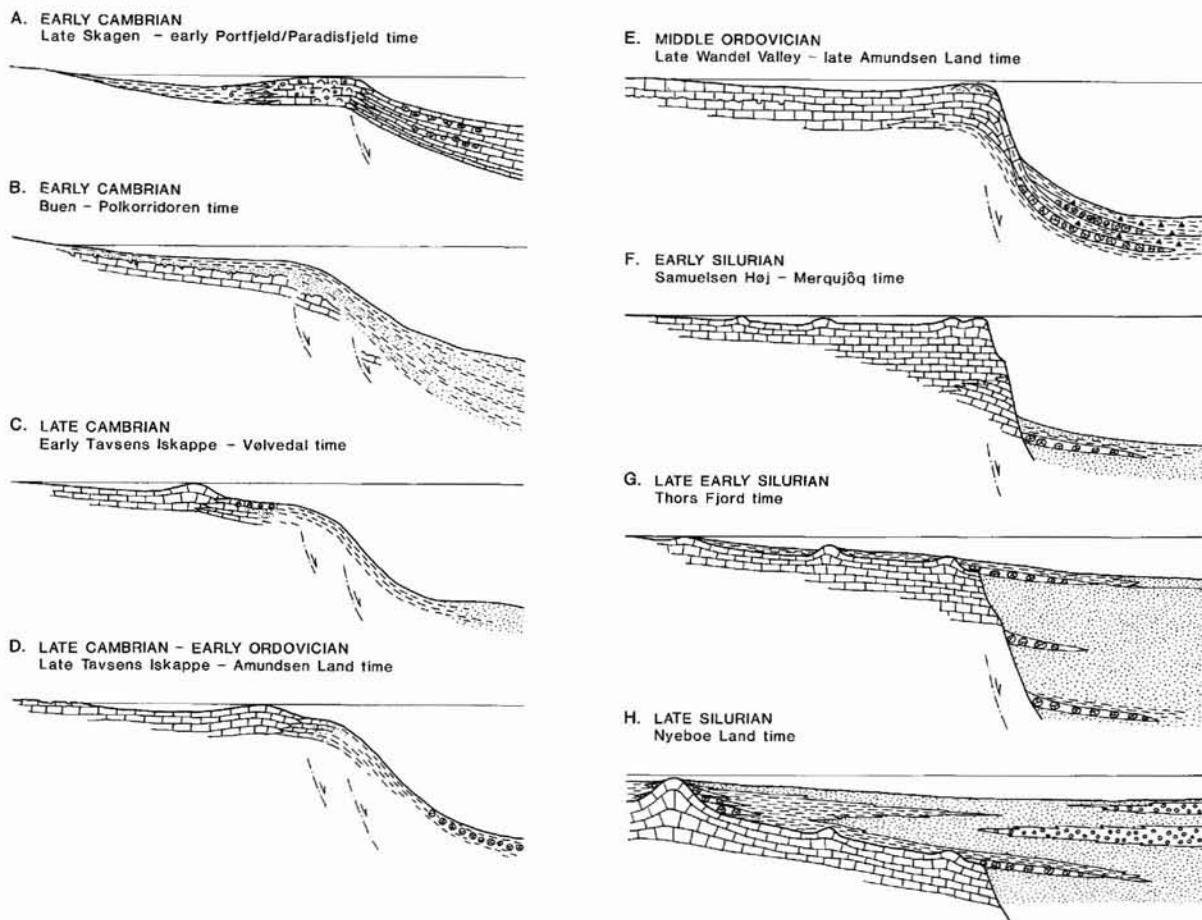 A. EARLY CAMBRIAN
Late Skagen – early Portfjeld/Paradisfjeld time
B. EARLY CAMBRIAN
Buen – Polkorridoren time
C. LATE CAMBRIAN
Early Tavsens Iskappe – Vølvedal time
D. LATE CAMBRIAN – EARLY ORDOVICIAN
Late Tavsens Iskappe – Amundsen Land time
E. MIDDLE ORDOVICIAN
Late Wandel Valley – late Amundsen Land time
F. EARLY SILURIAN
Samuelsen Høj – Merqujôq time
G. LATE EARLY SILURIAN
Thors Fjord time
H. LATE SILURIAN
Nyeboe Land time